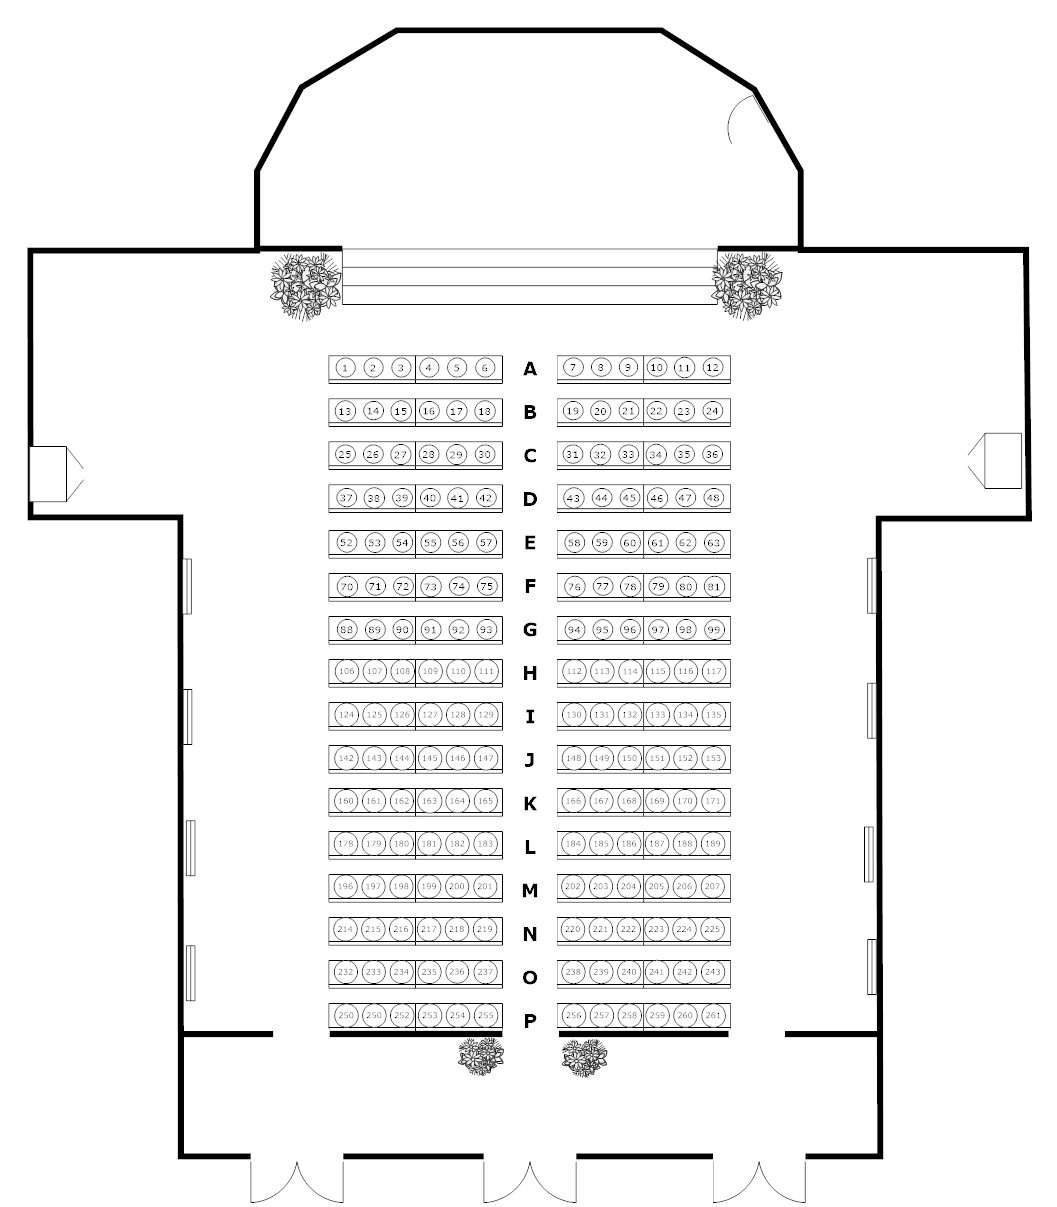 1 2 3 4 5 6 A 7 8 9 10 11 12
13 14 15 16 17 18 B 19 20 21 22 23 24
25 26 27 28 29 30 C 31 32 33 34 35 36
37 38 39 40 41 42 D 43 44 45 46 47 48
52 53 54 55 56 57 E 58 59 60 61 62 63
70 71 72 73 74 75 F 76 77 78 79 80 81
88 89 90 91 92 93 G 94 95 96 97 98 99
106 107 108 109 110 111 H 112 113 114 115 116 117
124 125 126 127 128 129 I 130 131 132 133 134 135
142 143 144 145 146 147 J 148 149 150 151 152 153
160 161 162 163 164 165 K 166 167 168 169 170 171
178 179 180 181 182 183 L 184 185 186 187 188 189
196 197 198 199 200 201 M 202 203 204 205 206 207
214 215 216 217 218 219 N 220 221 222 223 224 225
232 233 234 235 236 237 O 238 239 240 241 242 243
250 250 252 253 254 255 P 256 257 258 259 260 261